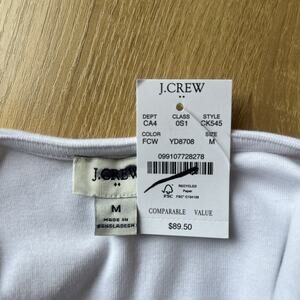 J.CREW
DEPT CLASS STYLE
CA4 0S1 CK545
COLOR SIZE
FCW YD8708 M
099107728278
RECYCLED
Paper
FSC
COMPARABLE VALUE
$89.50
J.CREW
M
MADE IN
BANGLADESH